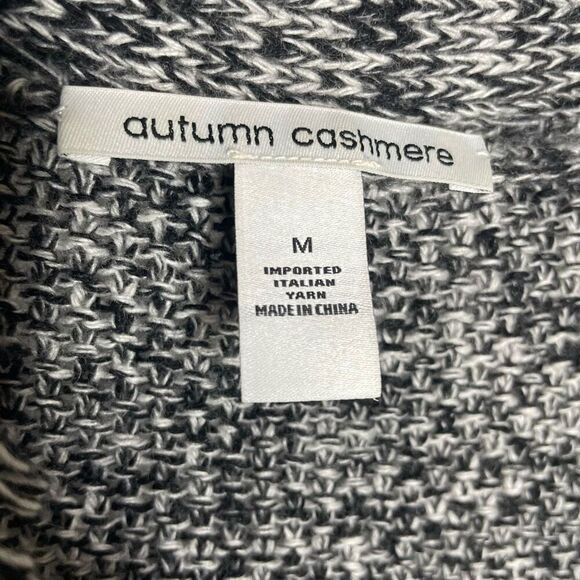 autumn cashmere
M
IMPORTED
ITALIAN
YARN
MADE IN CHINA